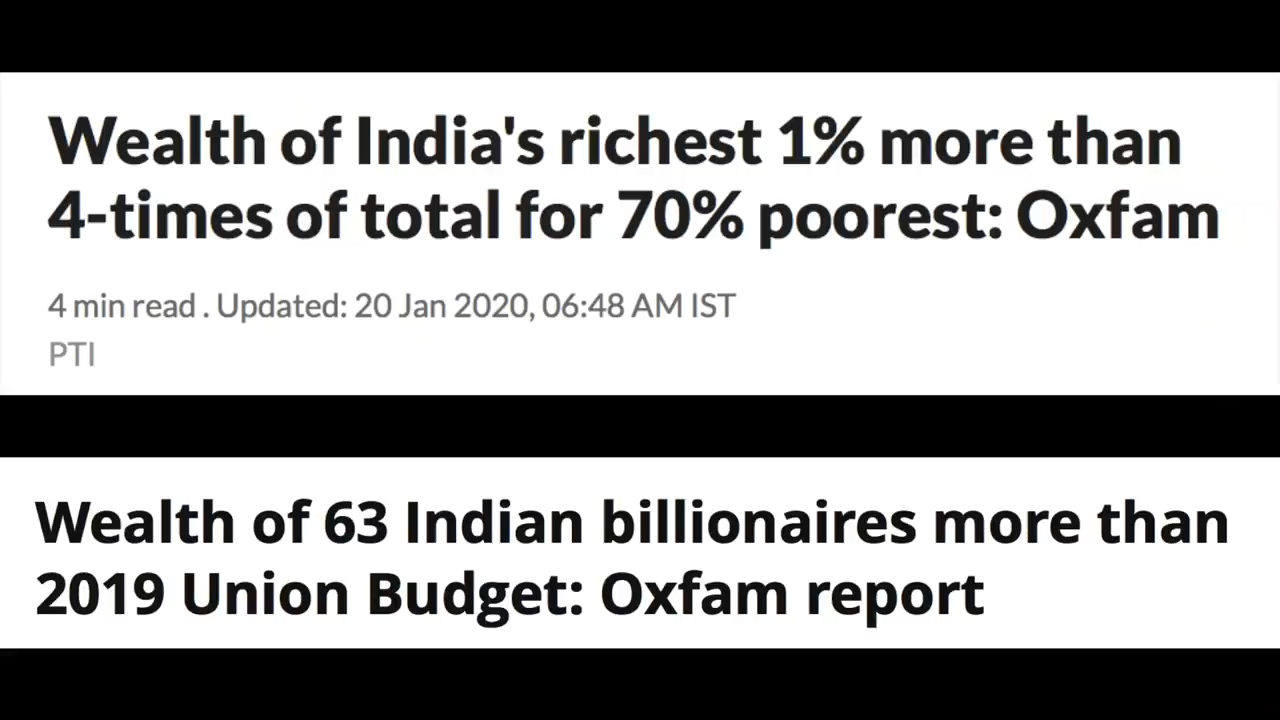 Wealth of India's richest 1% more than
4-times of total for 70% poorest: Oxfam
4 min read . Updated: 20 Jan 2020, 06:48 AM IST
PTI
Wealth of 63 Indian billionaires more than
2019 Union Budget: Oxfam report